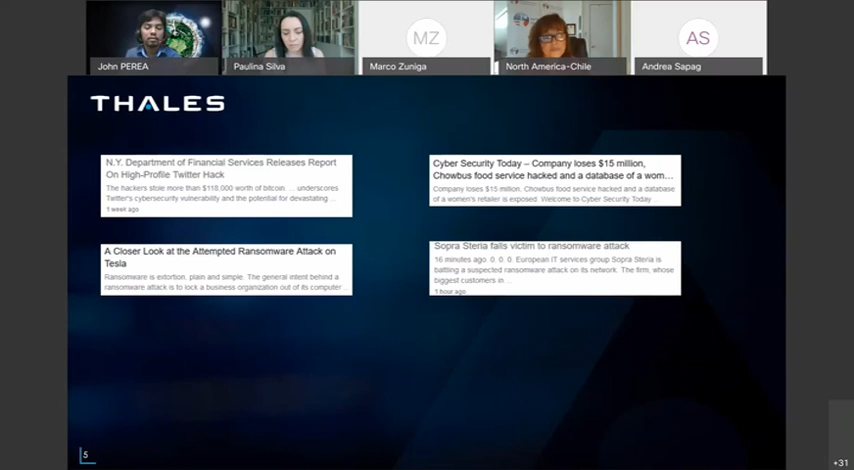 MZ
AS
John PEREA
Paulina Silva
Marco Zuniga
North America-Chile
Andrea Sapag
THALES
N.Y. Department of Financial Services Releases Report
On High-Profile Twitter Hack
The hackers stole more than $118,000 worth of bitcoin. ... underscores
Twitter's cybersecurity vulnerability and the potential for devastating ...
1 week ago
Cyber Security Today – Company loses $15 million,
Chowbus food service hacked and a database of a wom...
Company loses $15 million, Chowbus food service hacked and a database
of a women's retailer is exposed. Welcome to Cyber Security Today ...
A Closer Look at the Attempted Ransomware Attack on
Tesla
Ransomware is extortion, plain and simple. The general intent behind a
ransomware attack is to lock a business organization out of its computer ...
Sopra Steria falls victim to ransomware attack
16 minutes ago. 0 0 0. European IT services group Sopra Steria is
battling a suspected ransomware attack on its network. The firm, whose
biggest customers in ...
1 hour ago
5
+31